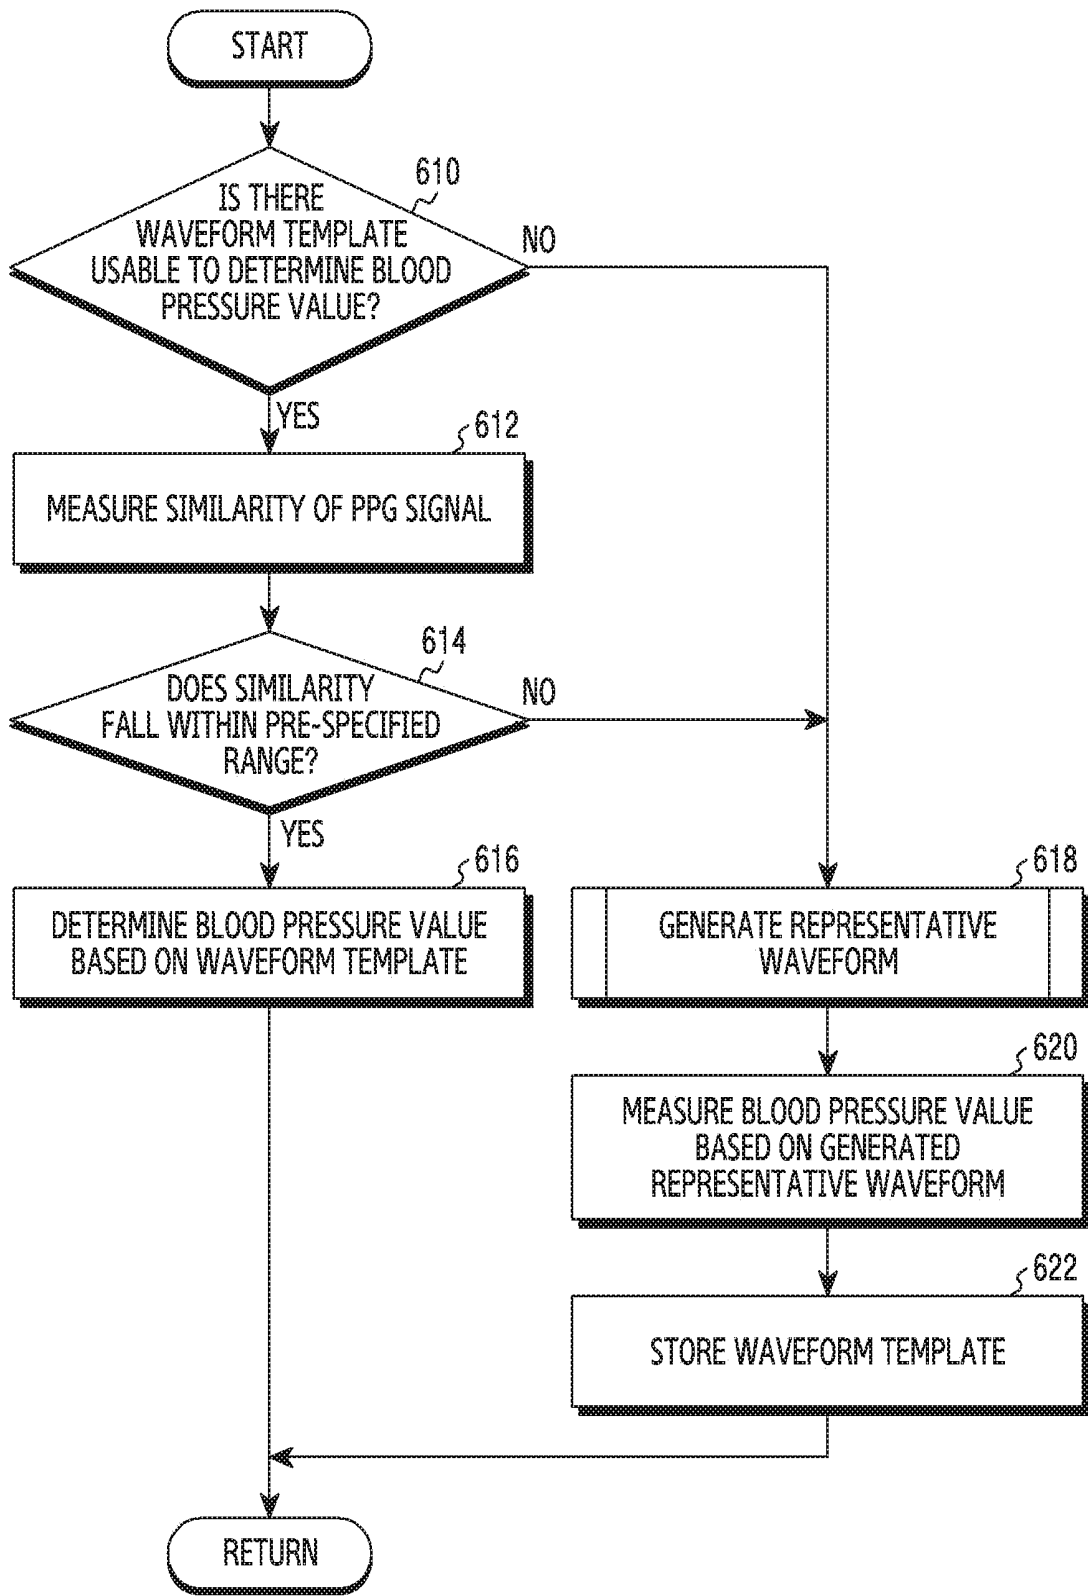 START
610
IS THERE
WAVEFORM TEMPLATE
USABLE TO DETERMINE BLOOD
PRESSURE VALUE?
NO
YES
612
MEASURE SIMILARITY OF PPG SIGNAL
614
DOES SIMILARITY
FALL WITHIN PRE-SPECIFIED
RANGE?
NO
YES
616
DETERMINE BLOOD PRESSURE VALUE
BASED ON WAVEFORM TEMPLATE
618
GENERATE REPRESENTATIVE
WAVEFORM
620
MEASURE BLOOD PRESSURE VALUE
BASED ON GENERATED
REPRESENTATIVE WAVEFORM
622
STORE WAVEFORM TEMPLATE
RETURN